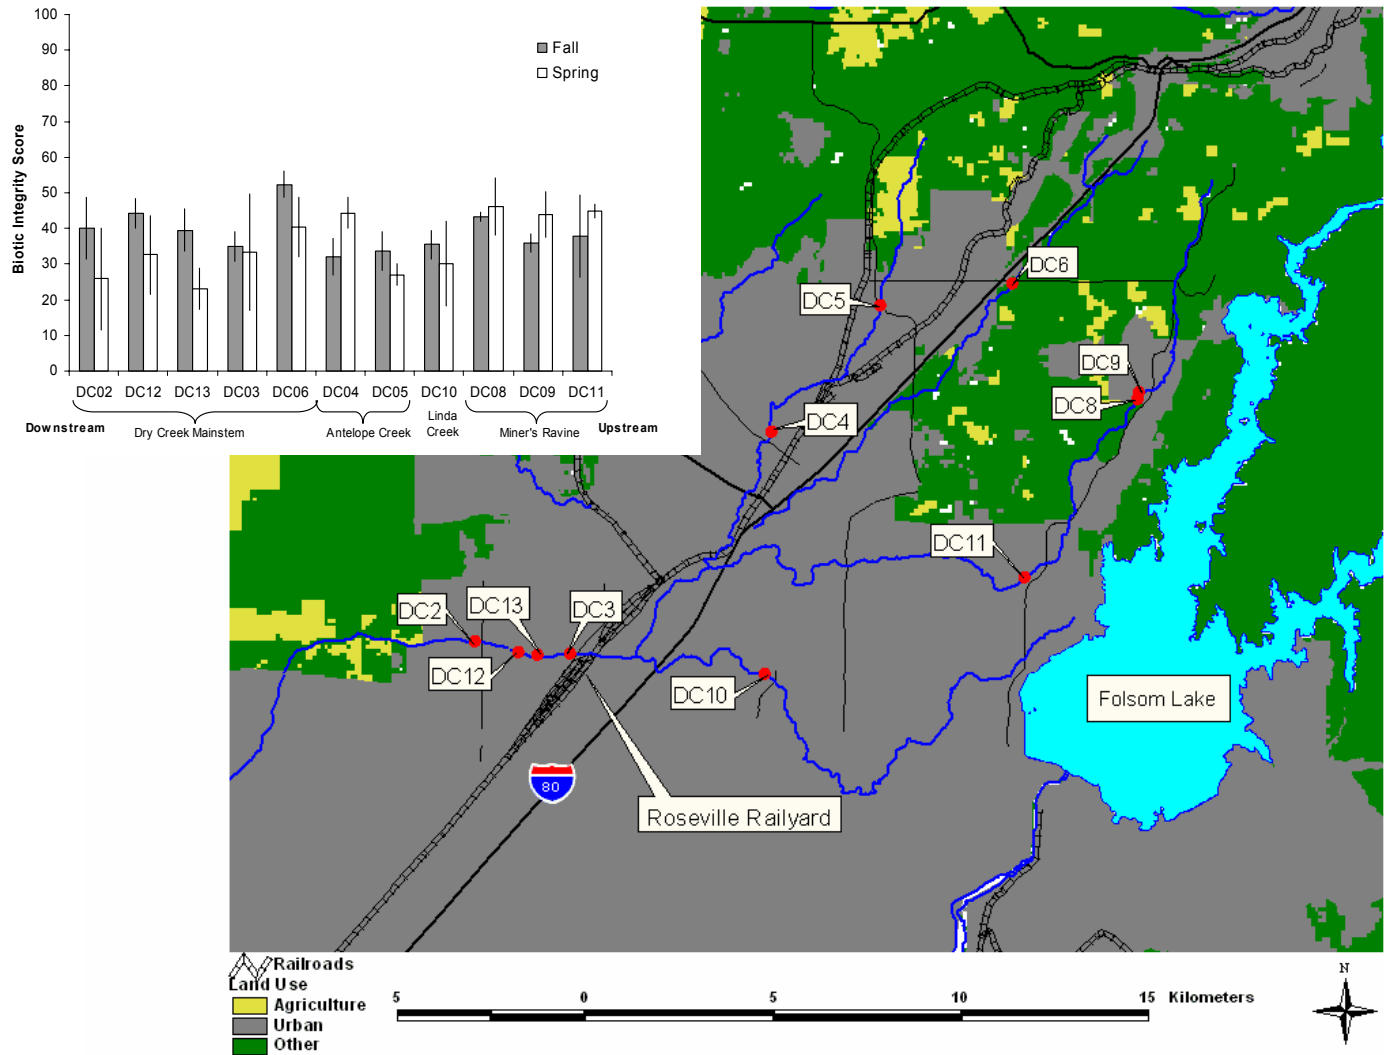 100
90
80
70
60
50
40
30
20
10
0
Biotic Integrity Score
Fall
Spring
DC02 DC12 DC13 DC03 DC06 DC04 DC05 DC10 DC08 DC09 DC11
Downstream Dry Creek Mainstem Antelope Creek Linda Creek Miner's Ravine Upstream
DC6
DC5
DC9
DC8
DC4
DC11
DC2
DC13
DC3
DC12
DC10
Folsom Lake
80
Roseville Railyard
Railroads
Land Use
Agriculture
Urban
Other
5 0 5 10 15 Kilometers
N